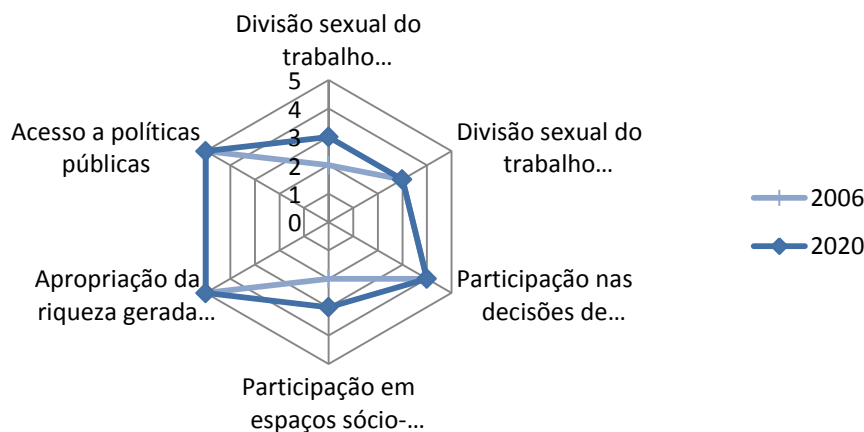 Divisão sexual do
trabalho...
5
4
3
2
1
0
Divisão sexual do
trabalho...
Participação nas
decisões de...
Participação em
espaços sócio-...
Apropriação da
riqueza gerada...
Acesso a políticas
públicas
2006
2020